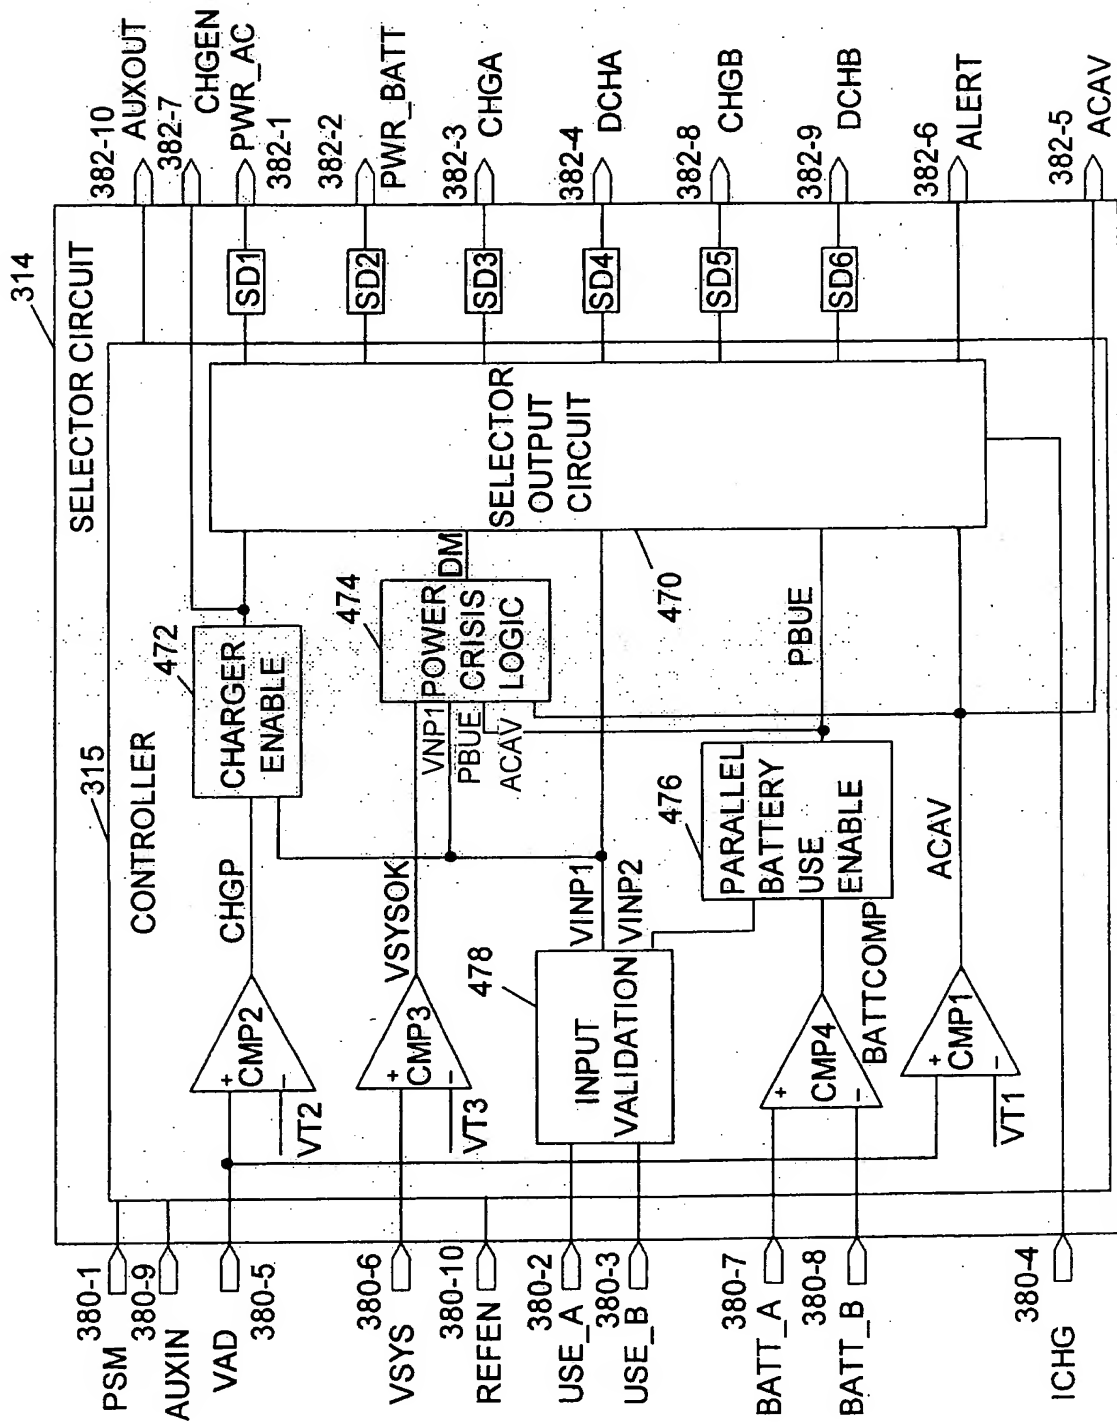 314
SELECTOR CIRCUIT
315
CONTROLLER
380-1
PSM
380-9
AUXIN
VAD
380-5
380-6
VSYS
380-10
REFEN
380-2
USE_A
380-3
USE_B
380-7
BATT_A
380-8
BATT_B
380-4
ICHG
+
CMP2
-
VT2
CHGP
+
CMP3
-
VT3
VSYSOK
478
INPUT
VALIDATION
VINP1
VINP2
+
CMP4
-
BATTCOMP
+
CMP1
-
VT1
ACAV
472
CHARGER
ENABLE
474
POWER
CRISIS
LOGIC
VNP1
PBUE
ACAV
DM
476
PARALLEL
BATTERY
USE
ENABLE
PBUE
470
SELECTOR
OUTPUT
CIRCUIT
SD1
SD2
SD3
SD4
SD5
SD6
382-10
AUXOUT
382-7
CHGEN
PWR_AC
382-1
382-2
PWR_BATT
382-3
CHGA
382-4
DCHA
382-8
CHGB
382-9
DCHB
382-6
ALERT
382-5
ACAV